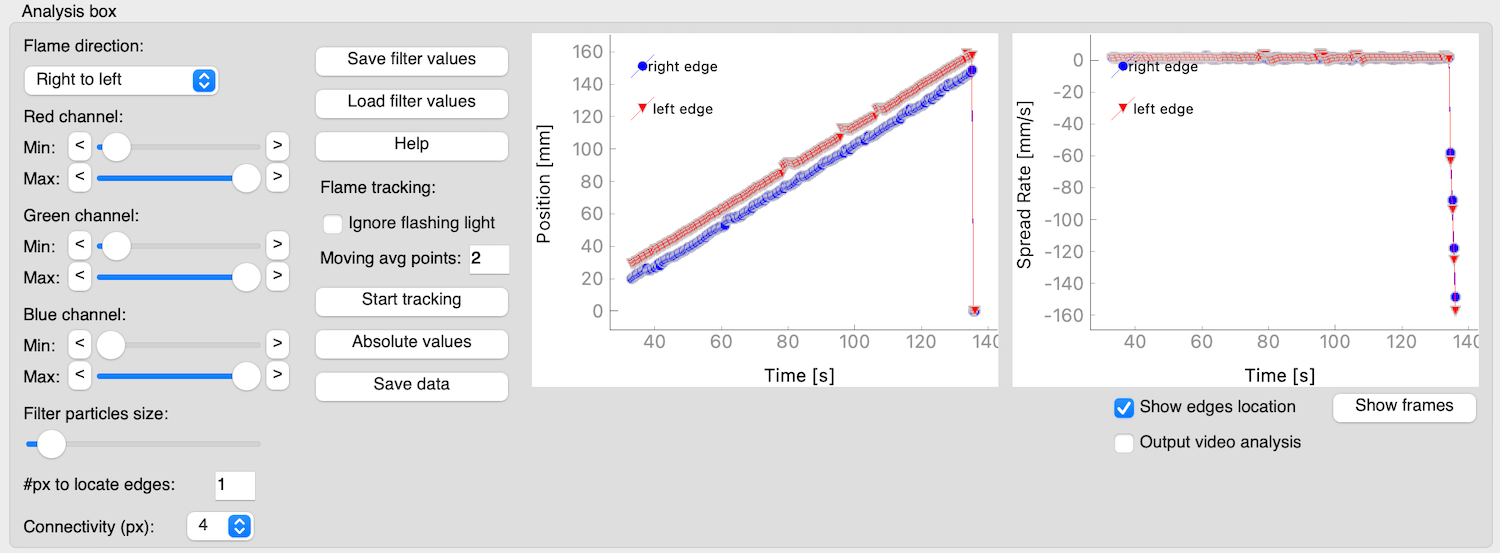 Analysis box
Flame direction:
Right to left
Red channel:
Min: < >
Max: < >
Green channel:
Min: < >
Max: < >
Blue channel:
Min: < >
Max: < >
Filter particles size:
#px to locate edges: 1
Connectivity (px): 4
Save filter values
Load filter values
Help
Flame tracking:
Ignore flashing light
Moving avg points: 2
Start tracking
Absolute values
Save data
Position [mm]
160
140
120
100
80
60
40
20
0
right edge
left edge
40 60 80 100 120 140
Time [s]
Spread Rate [mm/s]
0
-20
-40
-60
-80
-100
-120
-140
-160
right edge
left edge
40 60 80 100 120 140
Time [s]
Show edges location
Show frames
Output video analysis